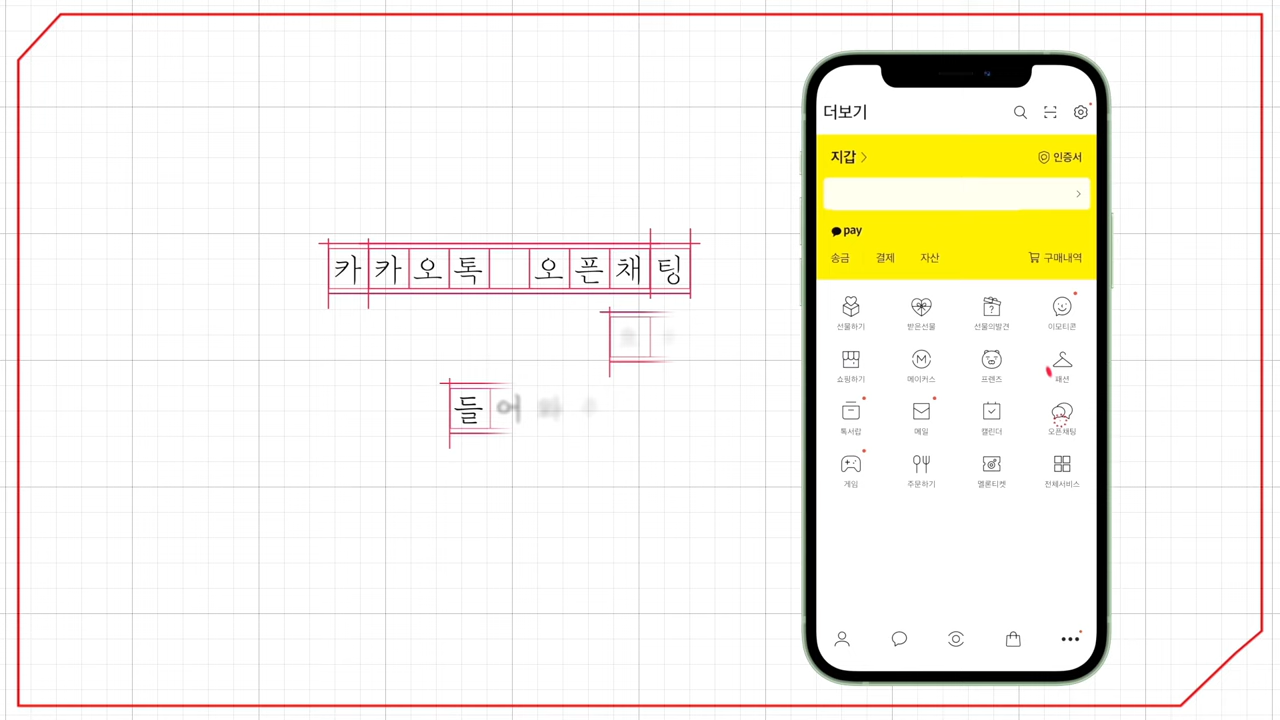 카카오톡 오픈채팅
들어
더보기
지갑
인증서
pay
송금 결제 자산 구매내역
선물하기 받은선물 선물의발견 이모티콘
쇼핑하기 메이커스 프렌즈 패션
톡서랍 메일 캘린더 오픈채팅
게임 주문하기 멜론티켓 전체서비스